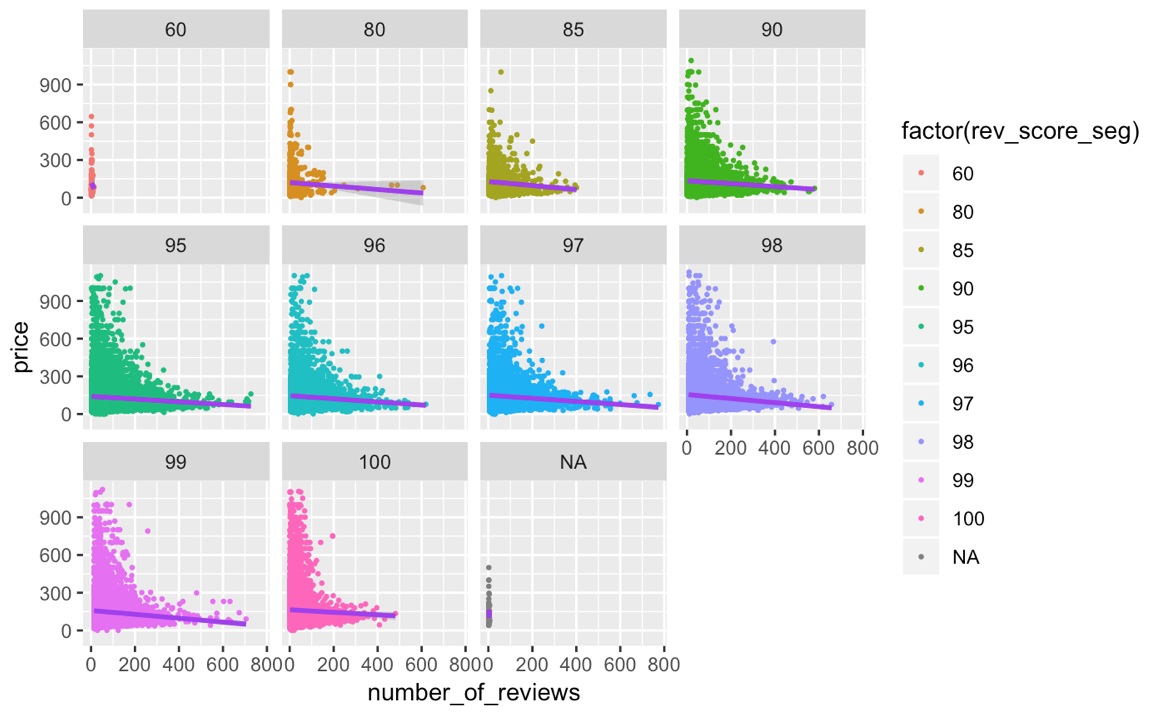 60 80 85 90
900
600
300
0
factor(rev_score_seg)
60
80
85
90
95
96
97
98
99
100
NA
95 96 97 98
900
600
300
0
price
0 200 400 600 800
99 100 NA
900
600
300
0
0 200 400 600 800 0 200 400 600 800 0 200 400 600 800
number_of_reviews